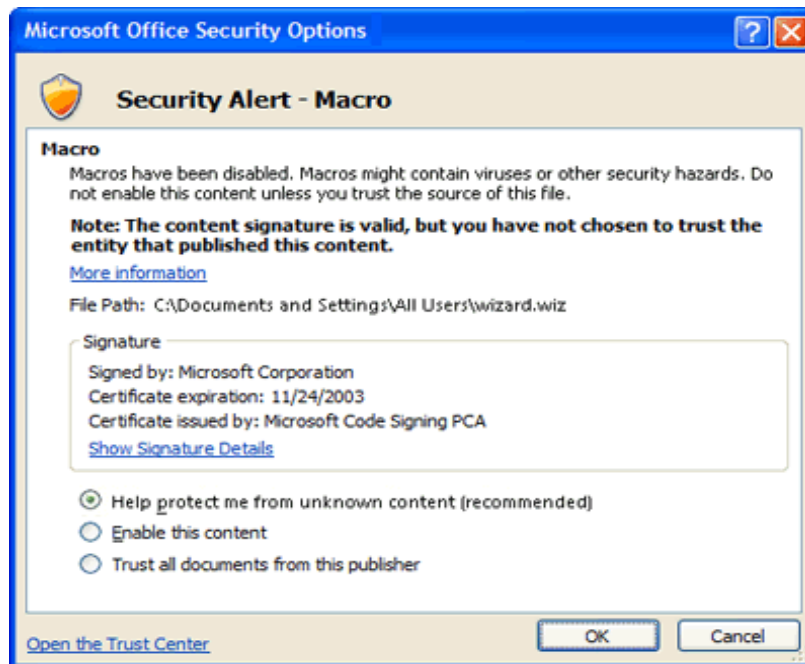 Microsoft Office Security Options
Security Alert - Macro
Macro
Macros have been disabled. Macros might contain viruses or other security hazards. Do
not enable this content unless you trust the source of this file.
Note: The content signature is valid, but you have not chosen to trust the
entity that published this content.
More information
File Path: C:\Documents and Settings\All Users\wizard.wiz
Signature
Signed by: Microsoft Corporation
Certificate expiration: 11/24/2003
Certificate issued by: Microsoft Code Signing PCA
Show Signature Details
Help protect me from unknown content (recommended)
Enable this content
Trust all documents from this publisher
Open the Trust Center
OK
Cancel